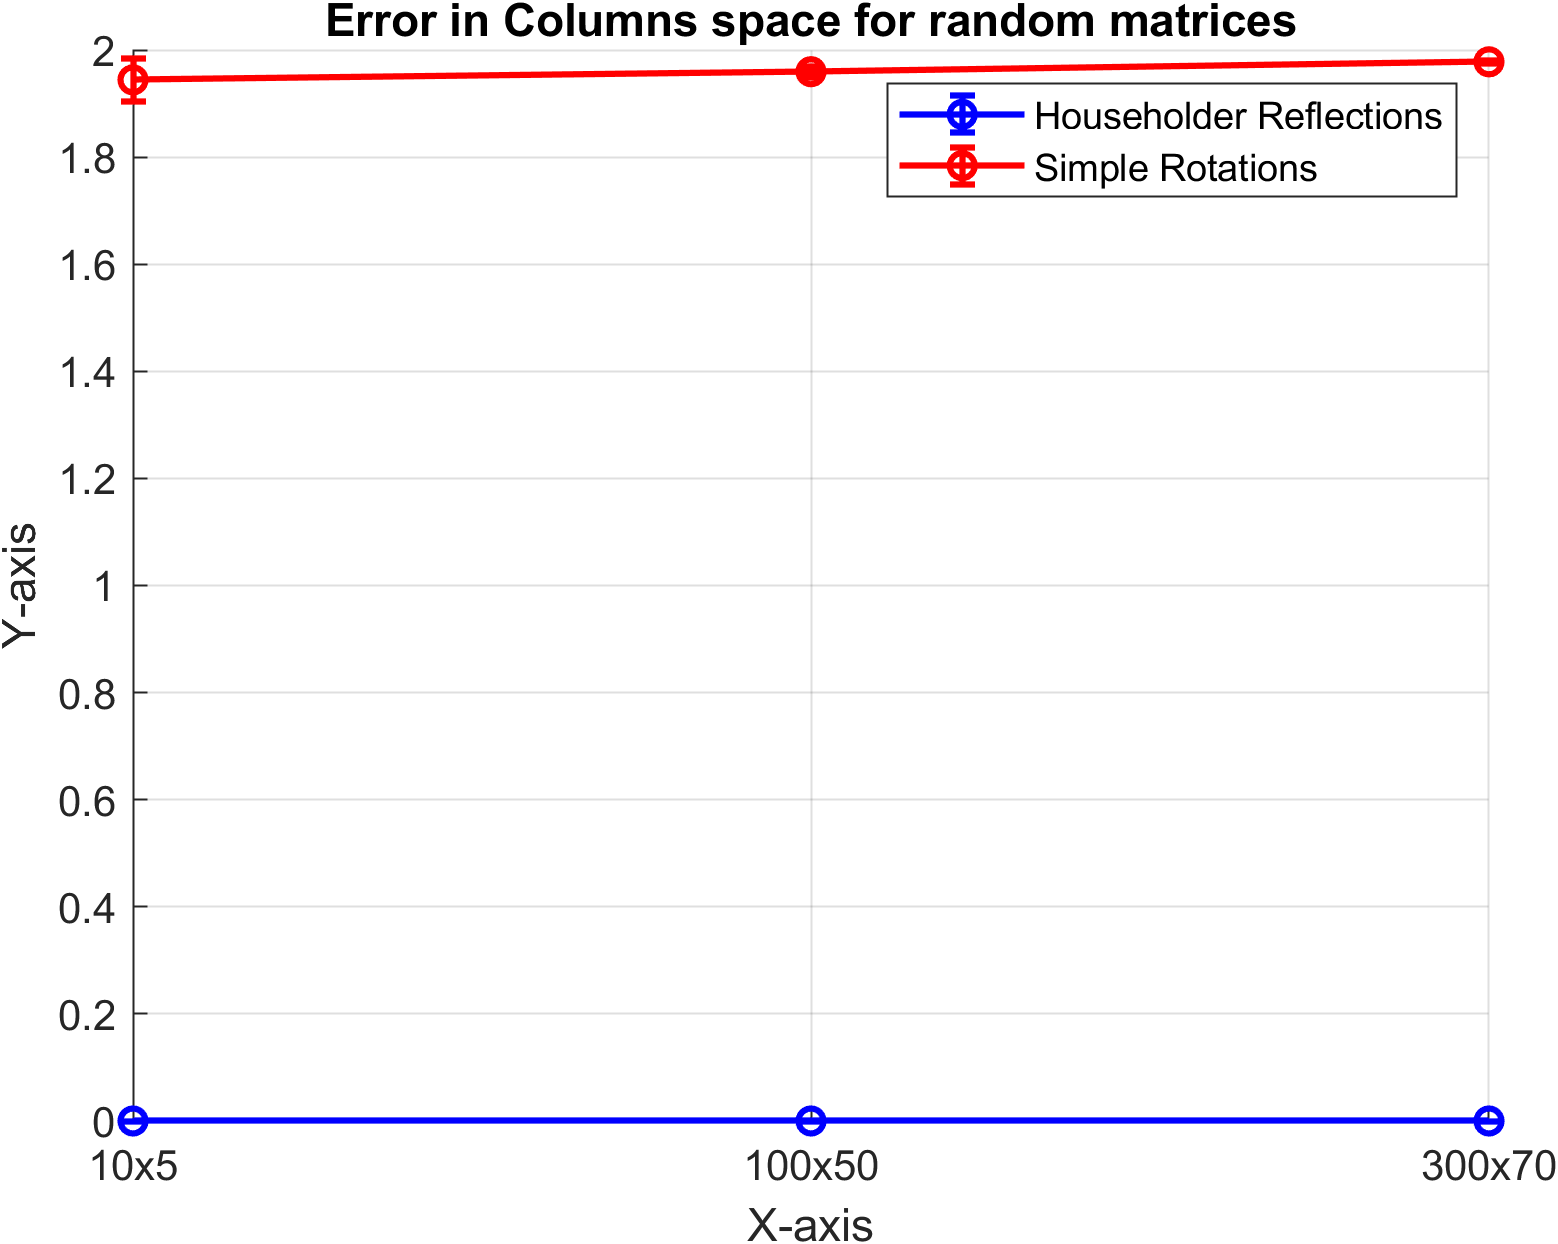 Error in Columns space for random matrices
2
1.8
1.6
1.4
1.2
1
0.8
0.6
0.4
0.2
0
Y-axis
Householder Reflections
Simple Rotations
10x5
100x50
300x70
X-axis